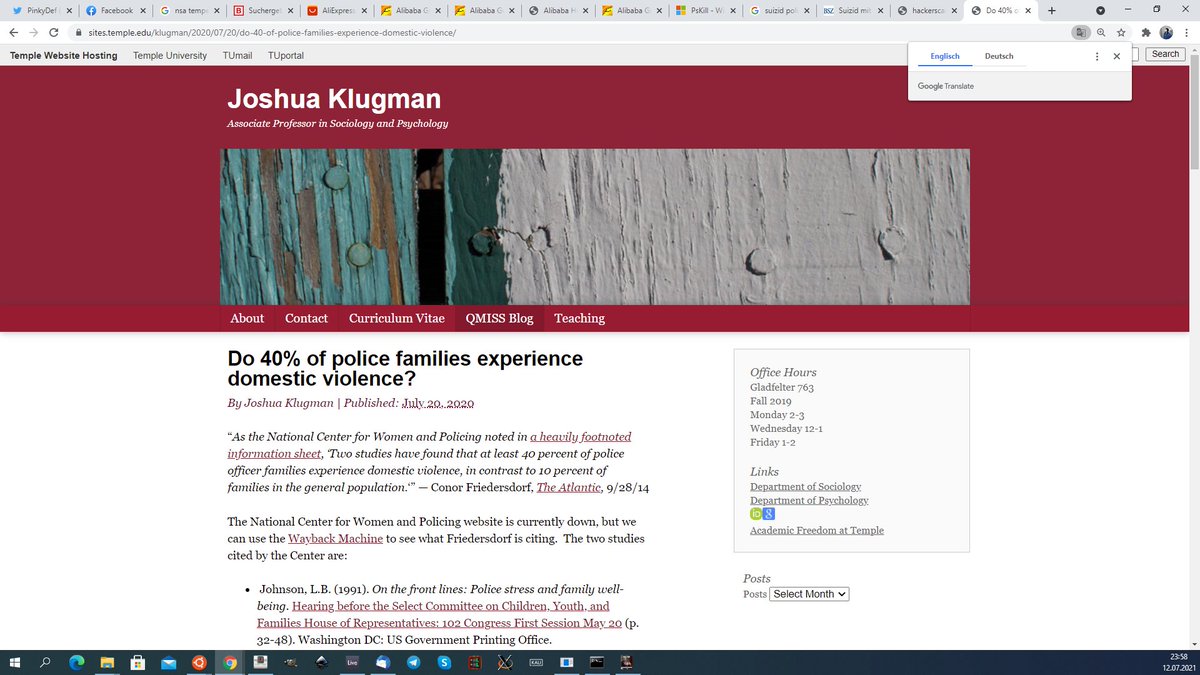 PinkyDef
Facebook
nsa tempe
Sucherge
AliExpres
Alibaba G
Alibaba G
Alibaba H
Alibaba G
PsKill - Wi
suizid pol
Suizid mit
hackersca
Do 40% o
sites.temple.edu/klugman/2020/07/20/do-40-of-police-families-experience-domestic-violence/
Englisch
Deutsch
Google Translate
Temple Website Hosting
Temple University
TUmail
TUportal
Search
Joshua Klugman
Associate Professor in Sociology and Psychology
About
Contact
Curriculum Vitae
QMISS Blog
Teaching
Do 40% of police families experience
domestic violence?
By Joshua Klugman | Published: July 20, 2020
“As the National Center for Women and Policing noted in a heavily footnoted
information sheet, ‘Two studies have found that at least 40 percent of police
officer families experience domestic violence, in contrast to 10 percent of
families in the general population.‘” — Conor Friedersdorf, The Atlantic, 9/28/14
The National Center for Women and Policing website is currently down, but we
can use the Wayback Machine to see what Friedersdorf is citing. The two studies
cited by the Center are:
• Johnson, L.B. (1991). On the front lines: Police stress and family well-
being. Hearing before the Select Committee on Children, Youth, and
Families House of Representatives: 102 Congress First Session May 20 (p.
32-48). Washington DC: US Government Printing Office.
Office Hours
Gladfelter 763
Fall 2019
Monday 2-3
Wednesday 12-1
Friday 1-2
Links
Department of Sociology
Department of Psychology
iD g
Academic Freedom at Temple
Posts
Posts Select Month
Live
KALI
23:58
12.07.2021